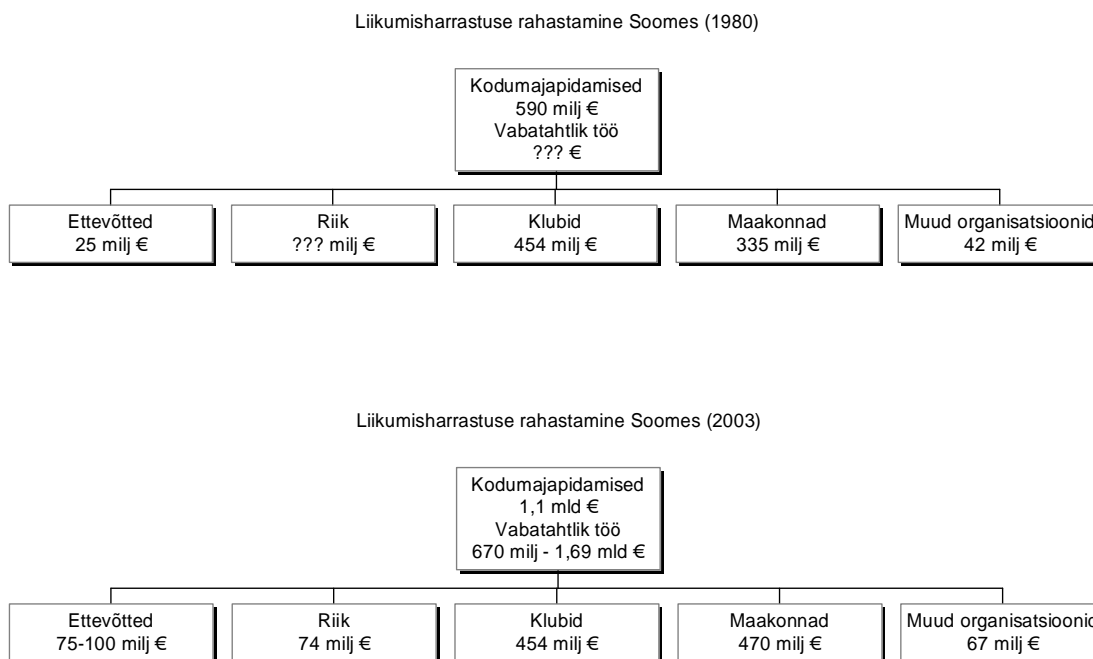 Liikumisharrastuse rahastamine Soomes (1980)
Kodumajapidamised
590 milj €
Vabatahtlik töö
??? €
Ettevõtted
25 milj €
Riik
??? milj €
Klubid
454 milj €
Maakonnad
335 milj €
Muud organisatsioonid
42 milj €
Liikumisharrastuse rahastamine Soomes (2003)
Kodumajapidamised
1,1 mld €
Vabatahtlik töö
670 milj - 1,69 mld €
Ettevõtted
75-100 milj €
Riik
74 milj €
Klubid
454 milj €
Maakonnad
470 milj €
Muud organisatsioonid
67 milj €